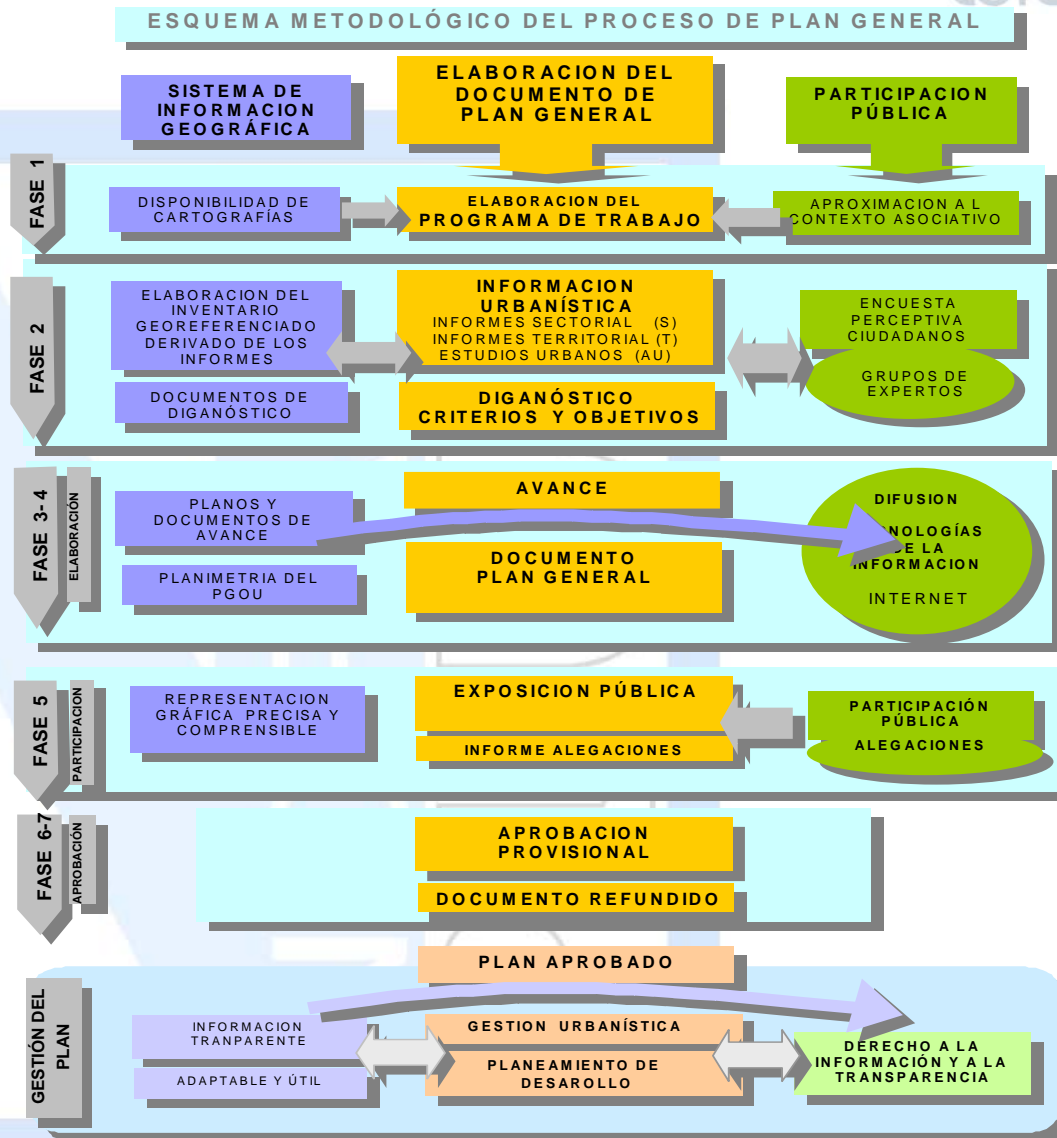 ESQUEMA METODOLÓGICO DEL PROCESO DE PLAN GENERAL
SISTEMA DE
INFORMACION
GEOGRÁFICA
ELABORACION DEL
DOCUMENTO DE
PLAN GENERAL
PARTICIPACION
PÚBLICA
FASE 1
DISPONIBILIDAD DE
CARTOGRAFÍAS
ELABORACION DEL
PROGRAMA DE TRABAJO
APROXIMACION A L
CONTEXTO ASOCIATIVO
FASE 2
ELABORACION DEL
INVENTARIO
GEOREFERENCIADO
DERIVADO DE LOS
INFORMES
DOCUMENTOS DE
DIGANÓSTICO
INFORMACION
URBANÍSTICA
INFORMES SECTORIAL (S)
INFORMES TERRITORIAL (T)
ESTUDIOS URBANOS (AU)
DIGANÓSTICO
CRITERIOS Y OBJETIVOS
ENCUESTA
PERCEPTIVA
CIUDADANOS
GRUPOS DE
EXPERTOS
FASE 3-4
ELABORACIÓN
PLANOS Y
DOCUMENTOS DE
AVANCE
PLANIMETRIA DEL
PGOU
AVANCE
DOCUMENTO
PLAN GENERAL
DIFUSION
NOLOGÍAS
DE LA
INFORMACION
INTERNET
FASE 5
PARTICIPACION
REPRESENTACION
GRÁFICA PRECISA Y
COMPRENSIBLE
EXPOSICION PÚBLICA
INFORME ALEGACIONES
PARTICIPACIÓN
PÚBLICA
ALEGACIONES
FASE 6-7
APROBACIÓN
APROBACION
PROVISIONAL
DOCUMENTO REFUNDIDO
GESTIÓN DEL
PLAN
PLAN APROBADO
INFORMACION
TRANPARENTE
ADAPTABLE Y ÚTIL
GESTION URBANÍSTICA
PLANEAMIENTO DE
DESAROLLO
DERECHO A LA
INFORMACIÓN Y A LA
TRANSPARENCIA